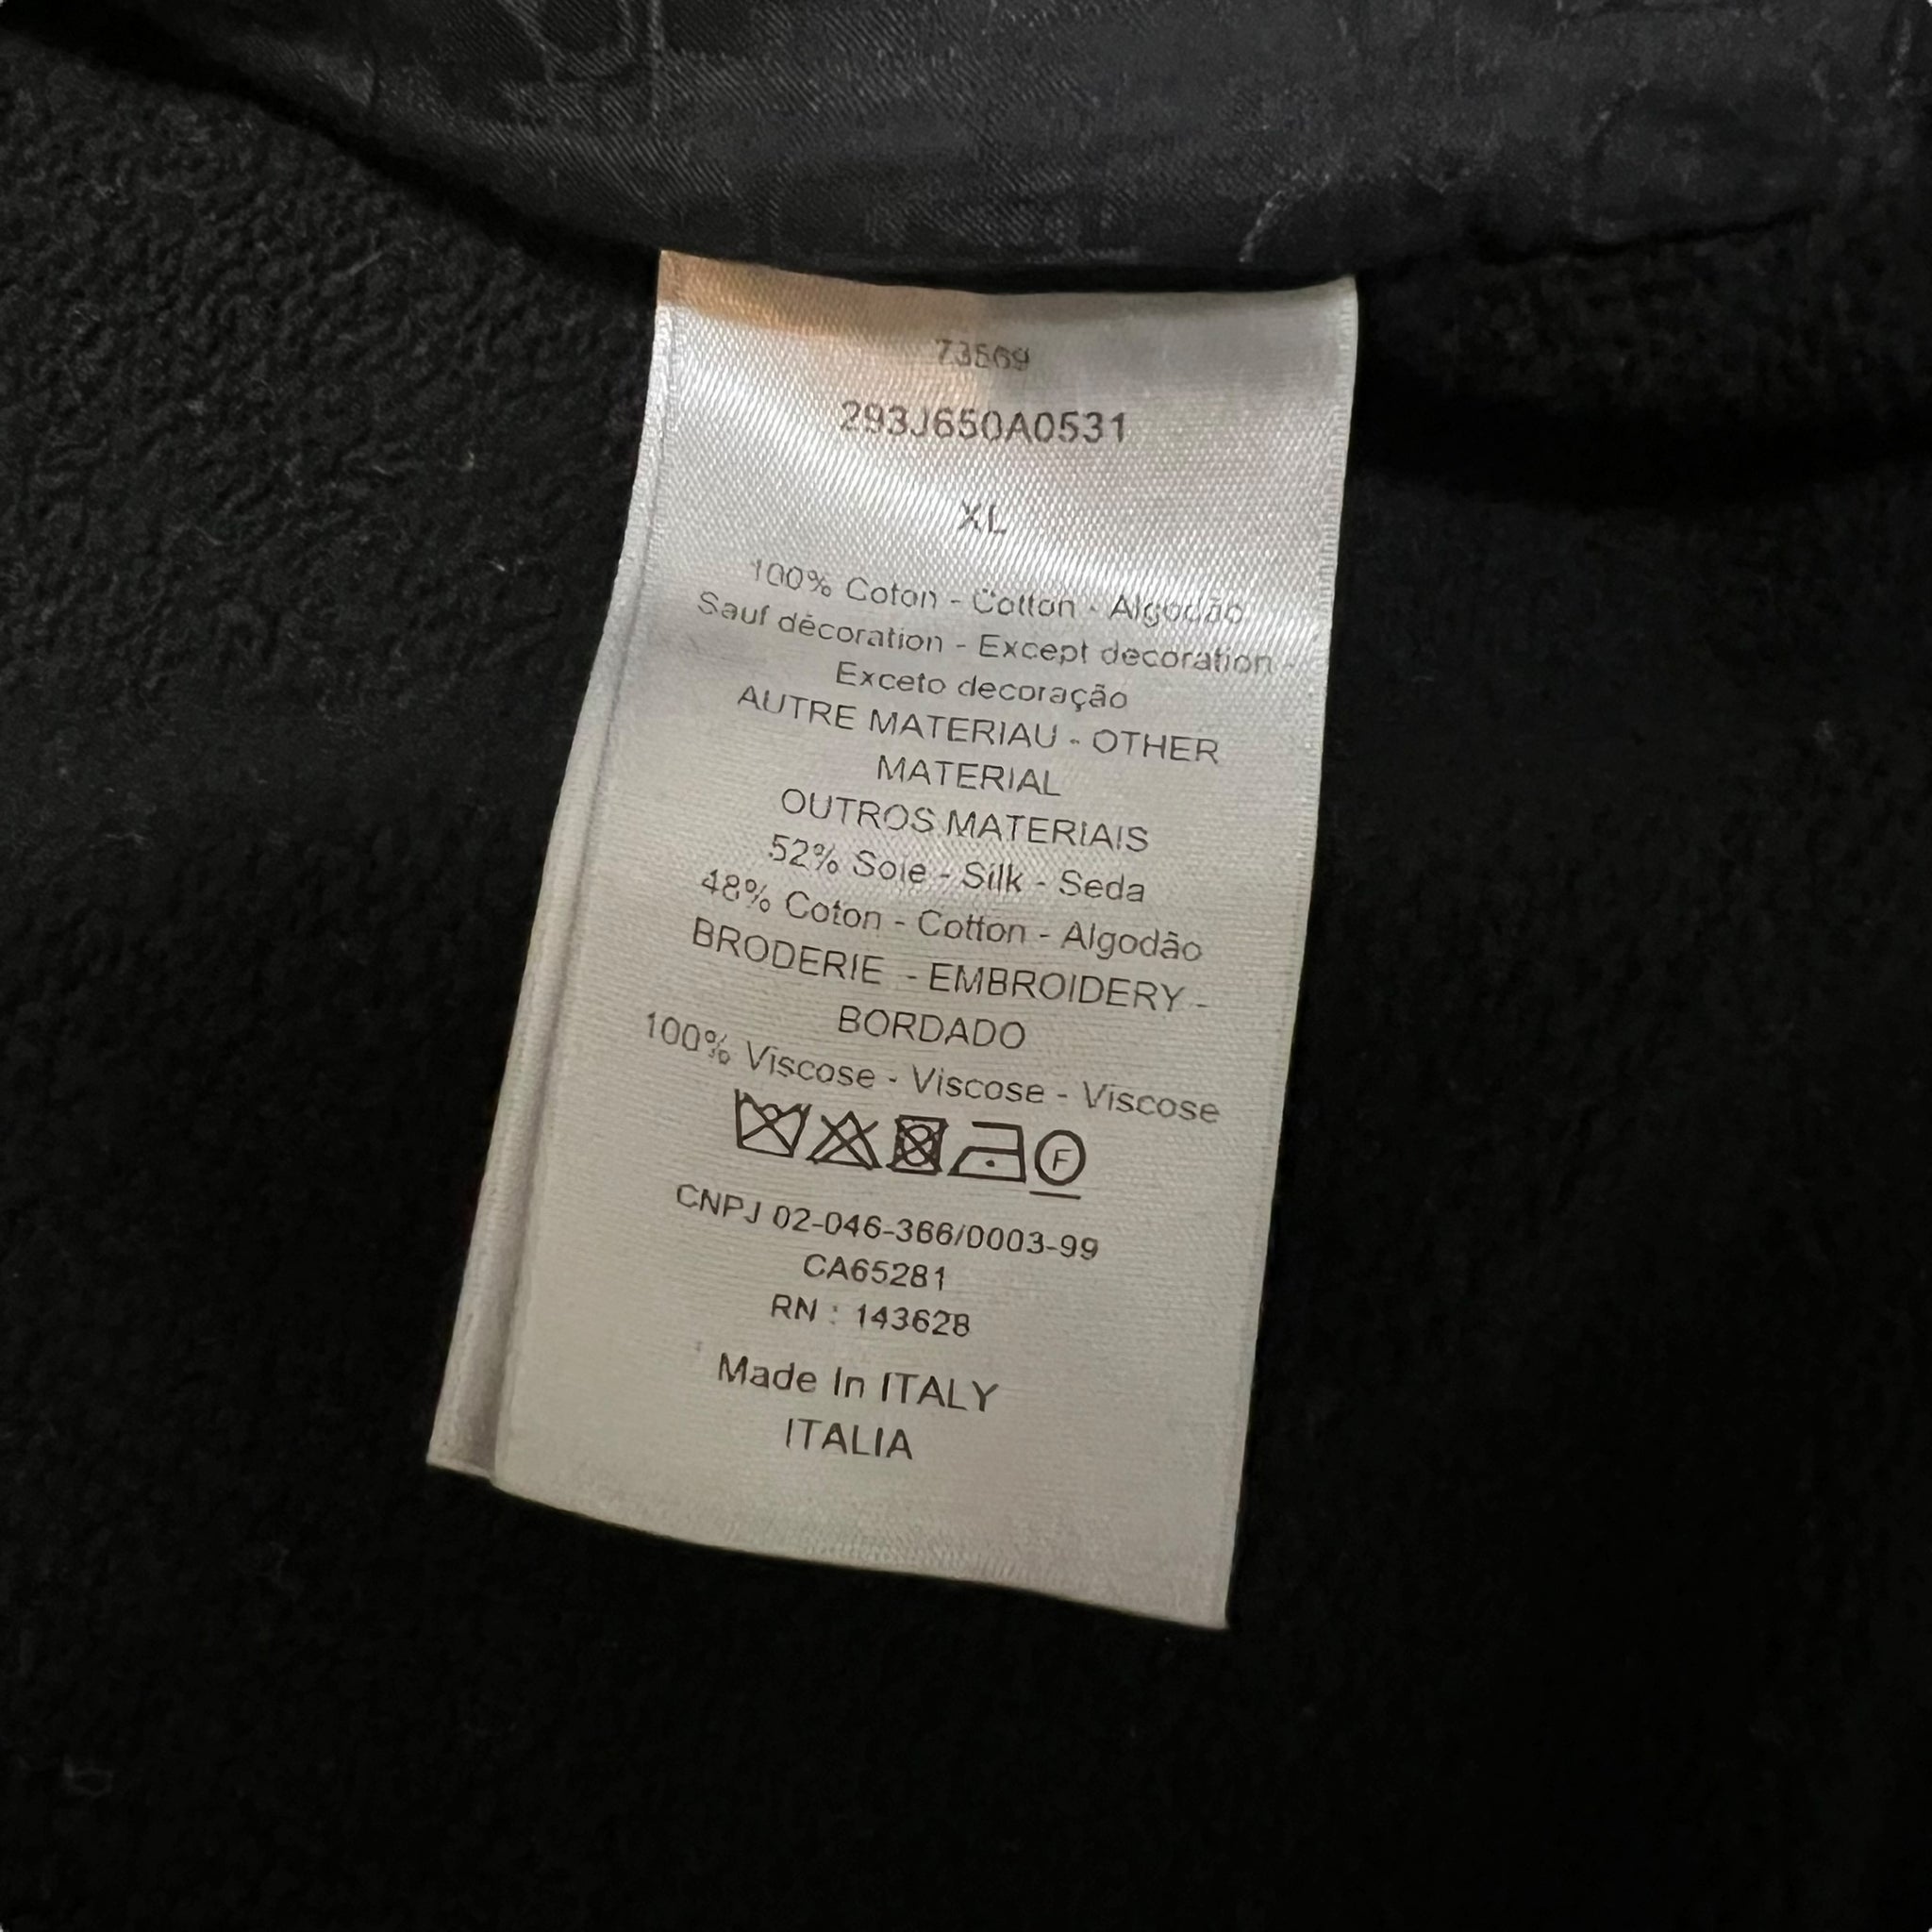 73569
293J650A0531
XL
100% Coton - Cotton - Algodão
Sauf décoration - Except decoration -
Exceto decoração
AUTRE MATERIAU - OTHER
MATERIAL
OUTROS MATERIAIS
52% Soie - Silk - Seda
48% Coton - Cotton - Algodão
BRODERIE - EMBROIDERY -
BORDADO
100% Viscose - Viscose - Viscose
F
CNPJ 02-046-366/0003-99
CA65281
RN : 143628
Made In ITALY
ITALIA